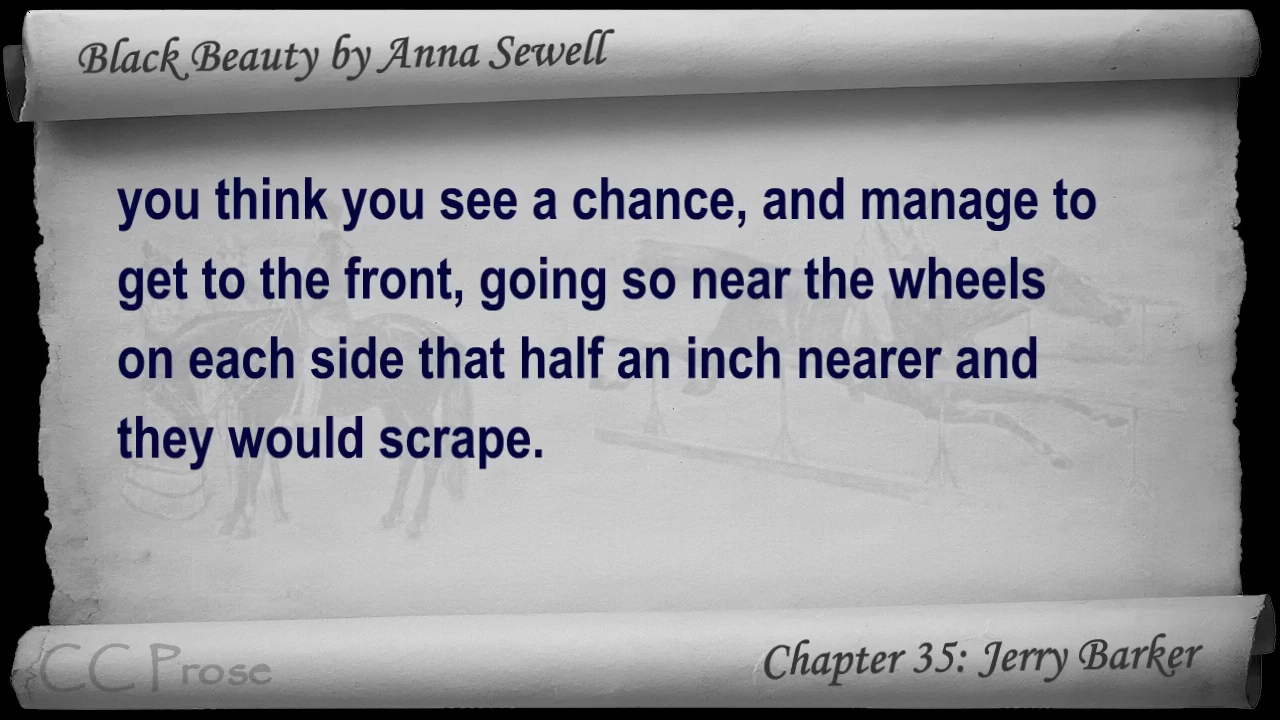 Black Beauty by Anna Sewell
you think you see a chance, and manage to
get to the front, going so near the wheels
on each side that half an inch nearer and
they would scrape.
CC Prose
Chapter 35: Jerry Barker